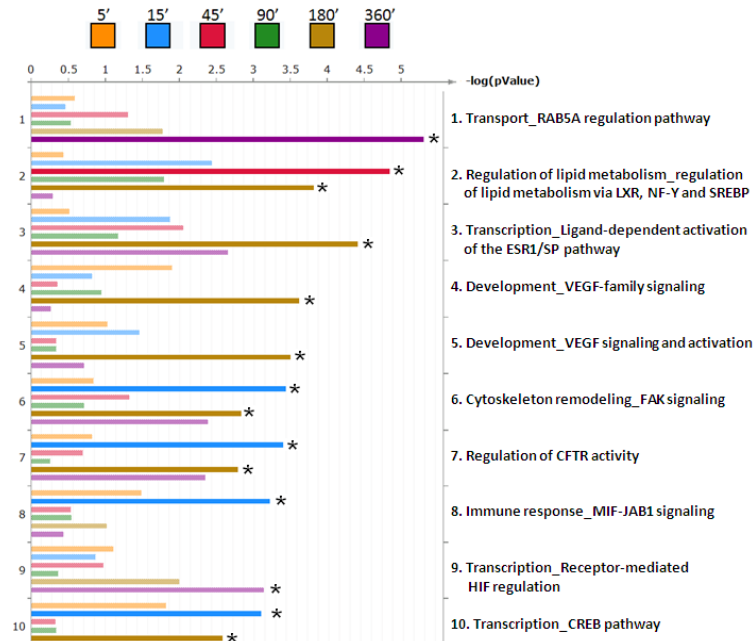 5’ 15’ 45’ 90’ 180’ 360’
0 0.5 1 1.5 2 2.5 3 3.5 4 4.5 5 -log(pValue)
1 * 1. Transport_RAB5A regulation pathway
2 * * 2. Regulation of lipid metabolism_regulation
of lipid metabolism via LXR, NF-Y and SREBP
3 * 3. Transcription_Ligand-dependent activation
of the ESR1/SP pathway
4 * 4. Development_VEGF-family signaling
5 * 5. Development_VEGF signaling and activation
6 * * 6. Cytoskeleton remodeling_FAK signaling
7 * * 7. Regulation of CFTR activity
8 * 8. Immune response_MIF-JAB1 signaling
9 * 9. Transcription_Receptor-mediated
HIF regulation
10 * * 10. Transcription_CREB pathway